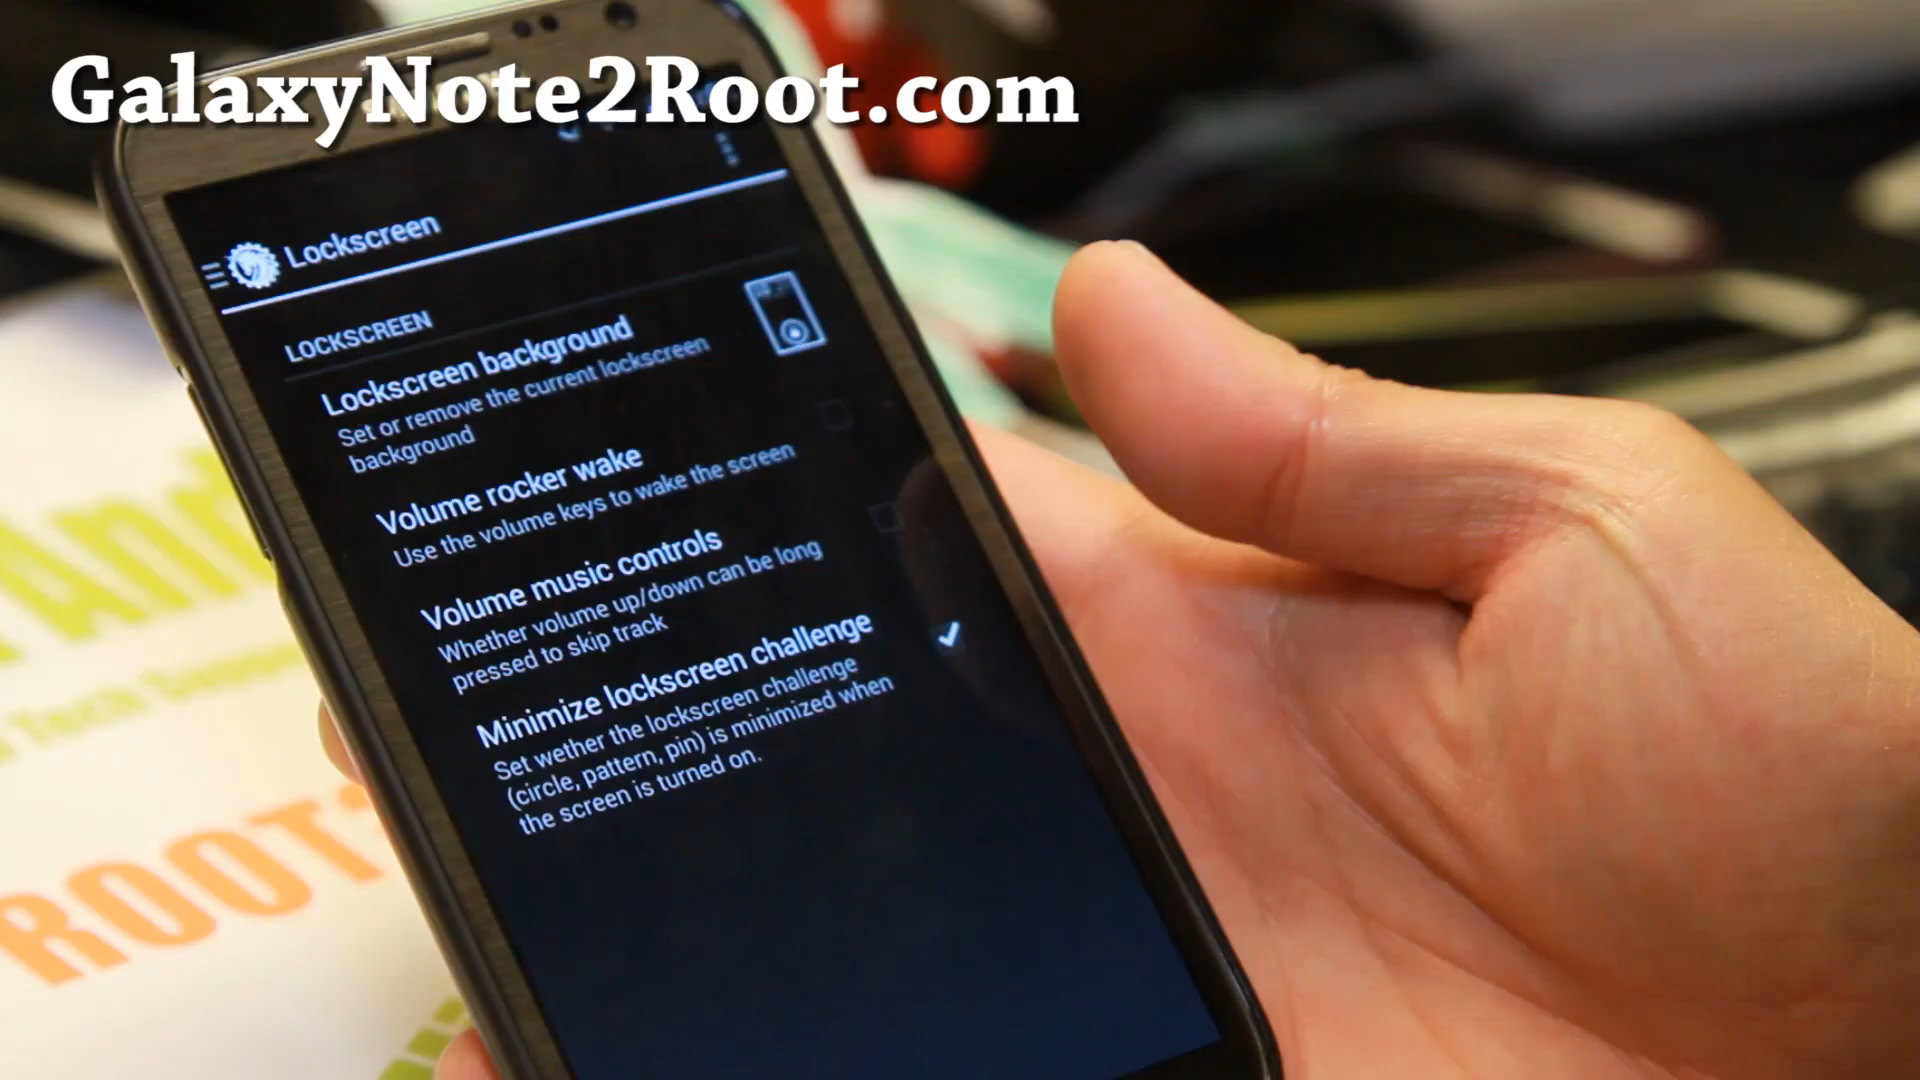 GalaxyNote2Root.com
Lockscreen
LOCKSCREEN
Lockscreen background
Set or remove the current lockscreen
background
Volume rocker wake
Use the volume keys to wake the screen
Volume music controls
Whether volume up/down can be long
pressed to skip track
Minimize lockscreen challenge
Set wether the lockscreen challenge
(circle, pattern, pin) is minimized when
the screen is turned on.
Tech
ROOT